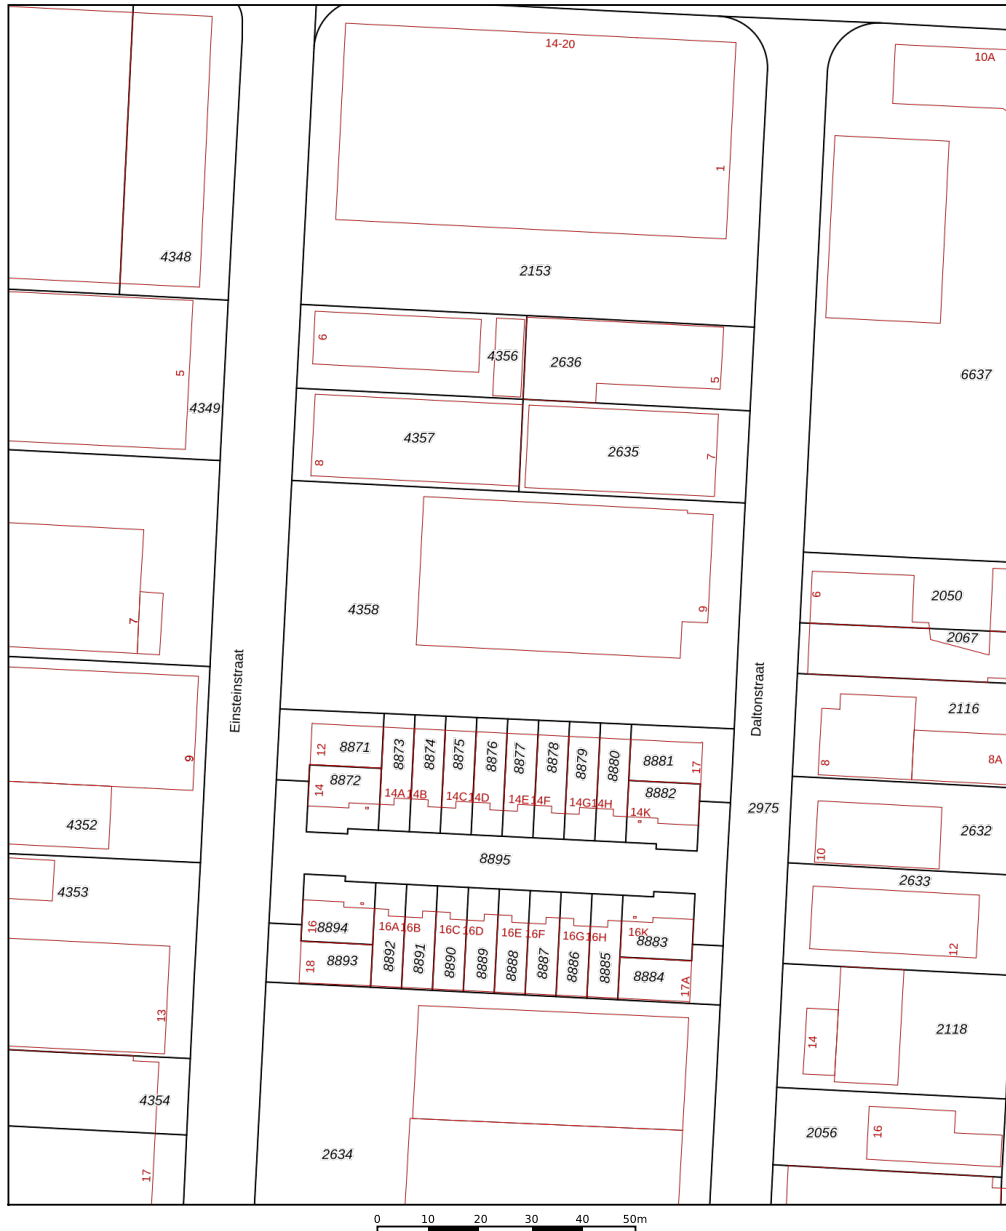 14-20
10A
1
4348
2153
6
4356
2636
5
5
4349
6637
4357
2635
8
7
4358
9
6
2050
7
2067
Einsteinstraat
Daltonstraat
2116
8
8A
9
12
8871
8873
8874
8875
8876
8877
8878
8879
8880
8881
17
14
8872
14A
14B
14C
14D
14E
14F
14G
14H
14K
8882
2975
4352
2632
10
8895
4353
2633
16
8894
16A
16B
16C
16D
16E
16F
16G
16H
16K
8883
12
18
8893
8892
8891
8890
8889
8888
8887
8886
8885
8884
17A
13
14
2118
4354
2056
16
2634
17
0 10 20 30 40 50m